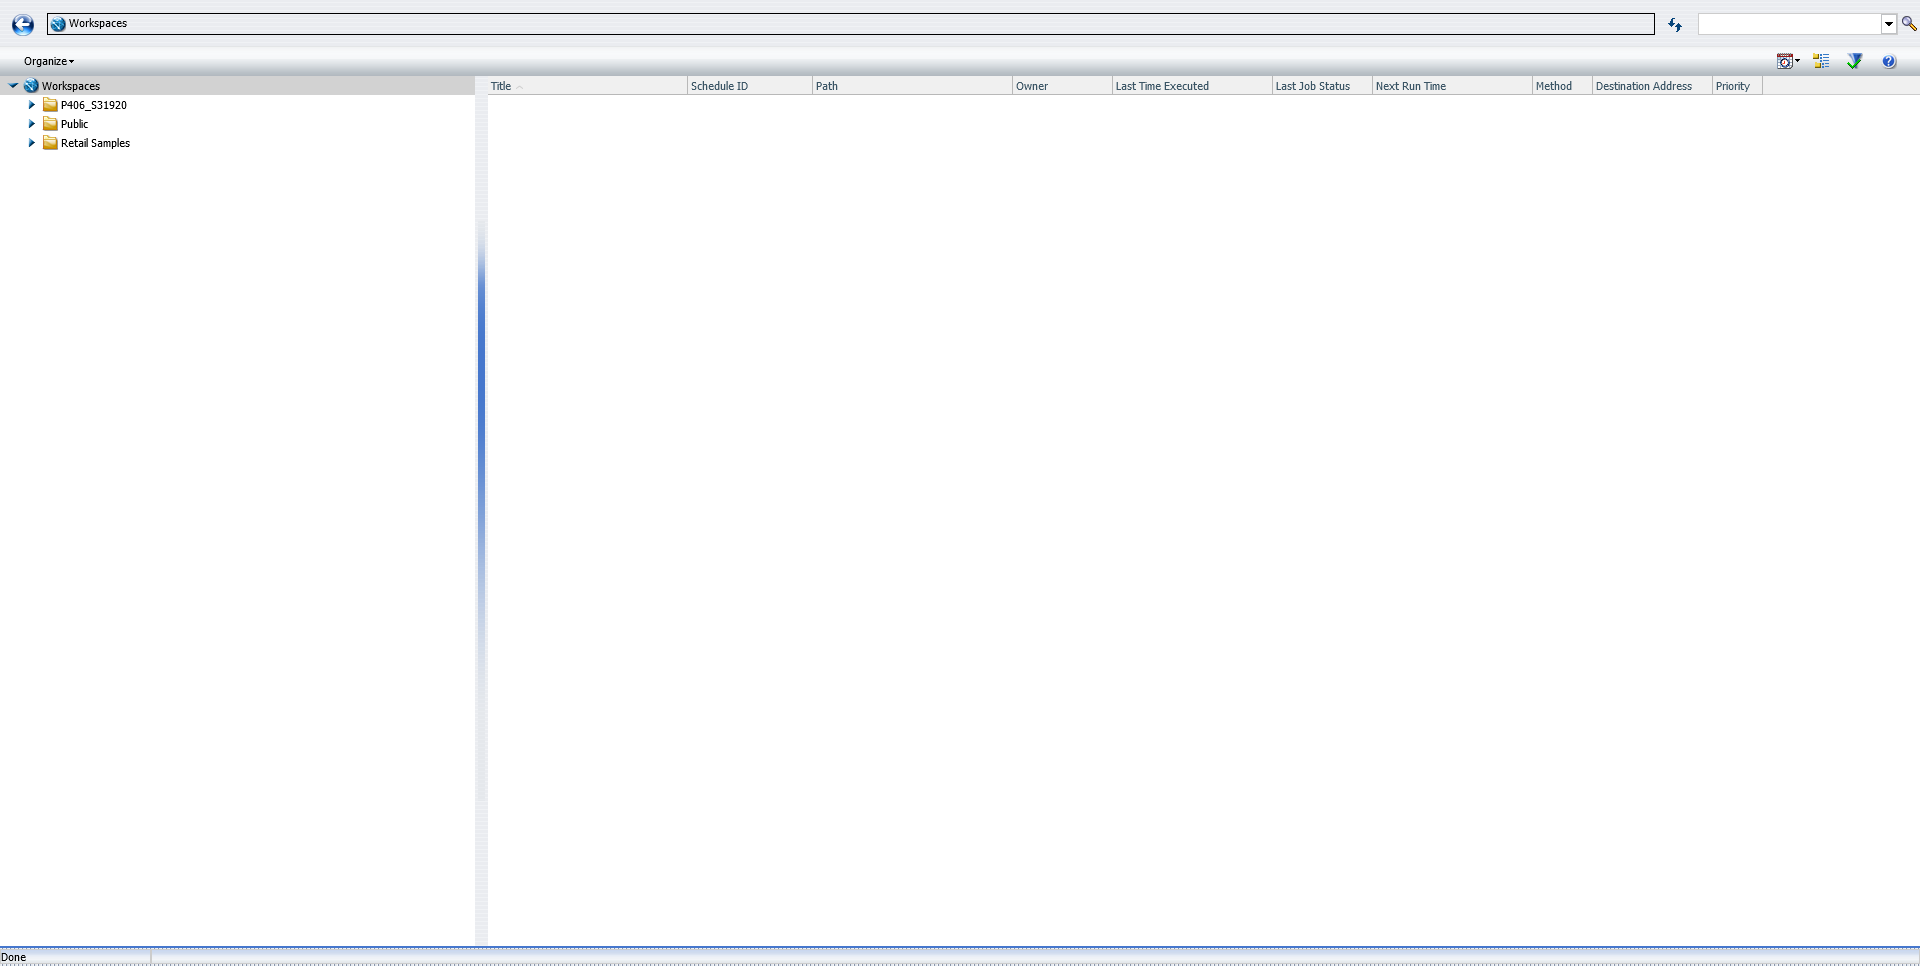 Workspaces
Organize
Workspaces
P406_S31920
Public
Retail Samples
Title Schedule ID Path Owner Last Time Executed Last Job Status Next Run Time Method Destination Address Priority
Done